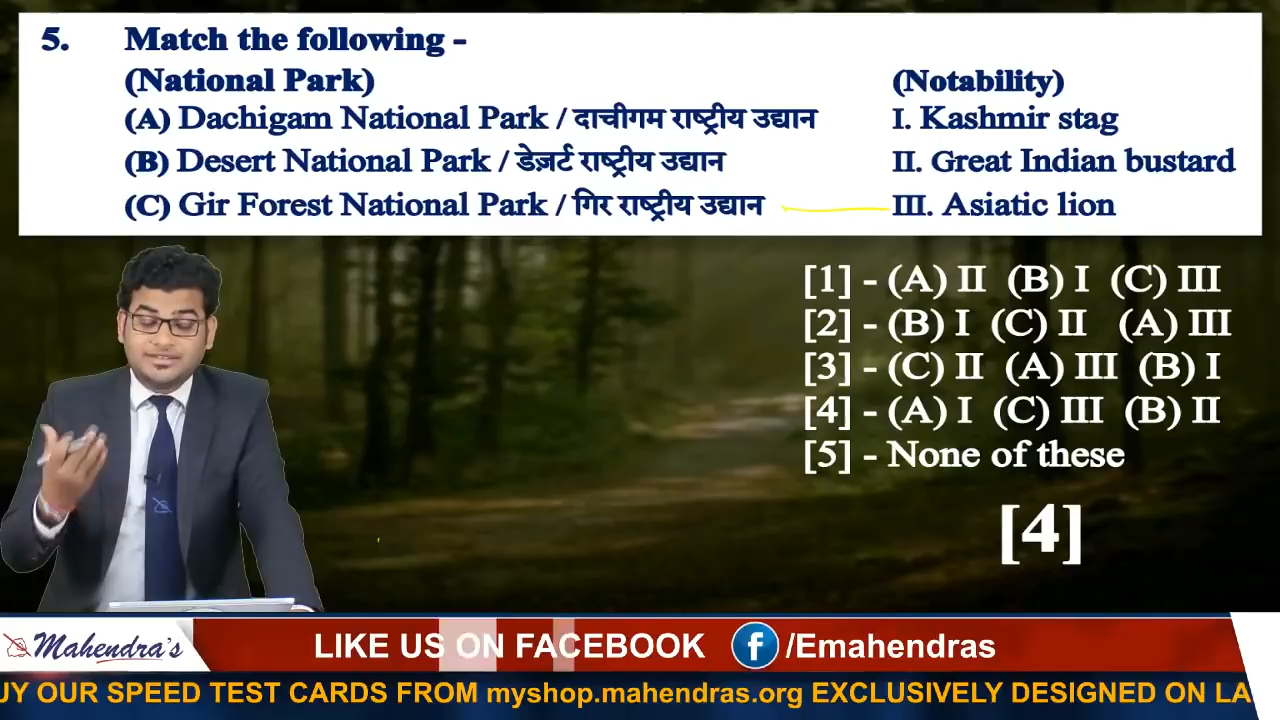 5. Match the following -
(National Park) (Notability)
(A) Dachigam National Park / दाचीगम राष्ट्रीय उद्यान I. Kashmir stag
(B) Desert National Park / डेज़र्ट राष्ट्रीय उद्यान II. Great Indian bustard
(C) Gir Forest National Park / गिर राष्ट्रीय उद्यान III. Asiatic lion
[1] - (A) II (B) I (C) III
[2] - (B) I (C) II (A) III
[3] - (C) II (A) III (B) I
[4] - (A) I (C) III (B) II
[5] - None of these
[4]
Mahendra's LIKE US ON FACEBOOK f /Emahendras
UY OUR SPEED TEST CARDS FROM myshop.mahendras.org EXCLUSIVELY DESIGNED ON LA